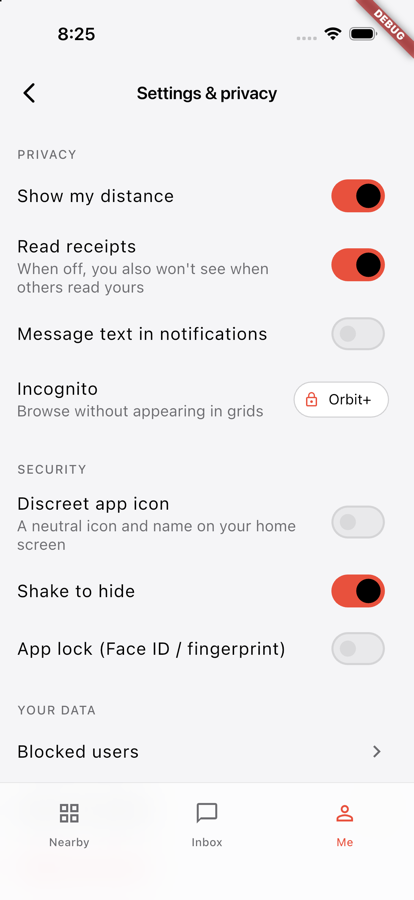 8:25
DEBUG
Settings & privacy
PRIVACY
Show my distance
Read receipts
When off, you also won't see when
others read yours
Message text in notifications
Incognito
Browse without appearing in grids
Orbit+
SECURITY
Discreet app icon
A neutral icon and name on your home
screen
Shake to hide
App lock (Face ID / fingerprint)
YOUR DATA
Blocked users
Nearby
Inbox
Me